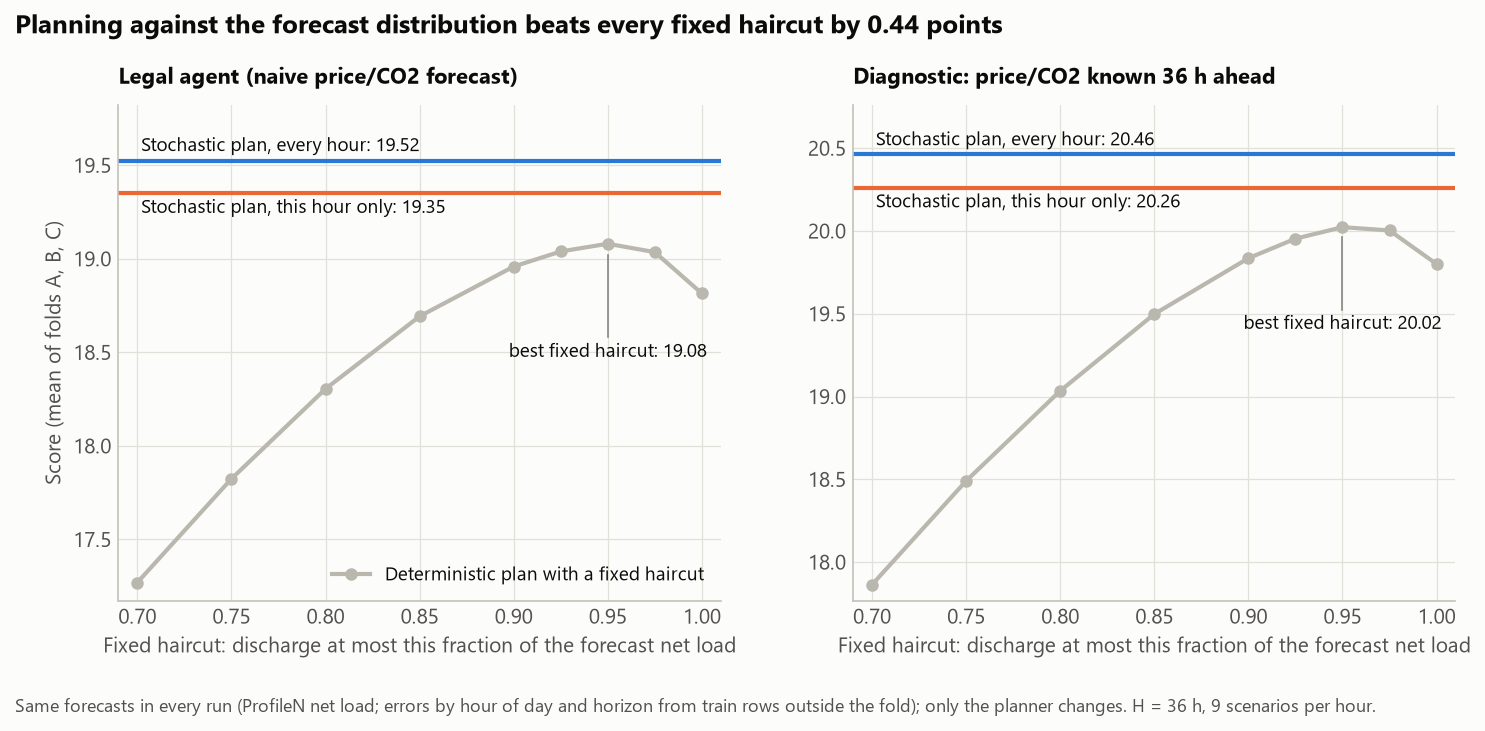 Planning against the forecast distribution beats every fixed haircut by 0.44 points
Legal agent (naive price/CO2 forecast)
Stochastic plan, every hour: 19.52
Stochastic plan, this hour only: 19.35
best fixed haircut: 19.08
Deterministic plan with a fixed haircut
Score (mean of folds A, B, C)
19.5
19.0
18.5
18.0
17.5
0.70 0.75 0.80 0.85 0.90 0.95 1.00
Fixed haircut: discharge at most this fraction of the forecast net load
Diagnostic: price/CO2 known 36 h ahead
Stochastic plan, every hour: 20.46
Stochastic plan, this hour only: 20.26
best fixed haircut: 20.02
20.5
20.0
19.5
19.0
18.5
18.0
0.70 0.75 0.80 0.85 0.90 0.95 1.00
Fixed haircut: discharge at most this fraction of the forecast net load
Same forecasts in every run (ProfileN net load; errors by hour of day and horizon from train rows outside the fold); only the planner changes. H = 36 h, 9 scenarios per hour.